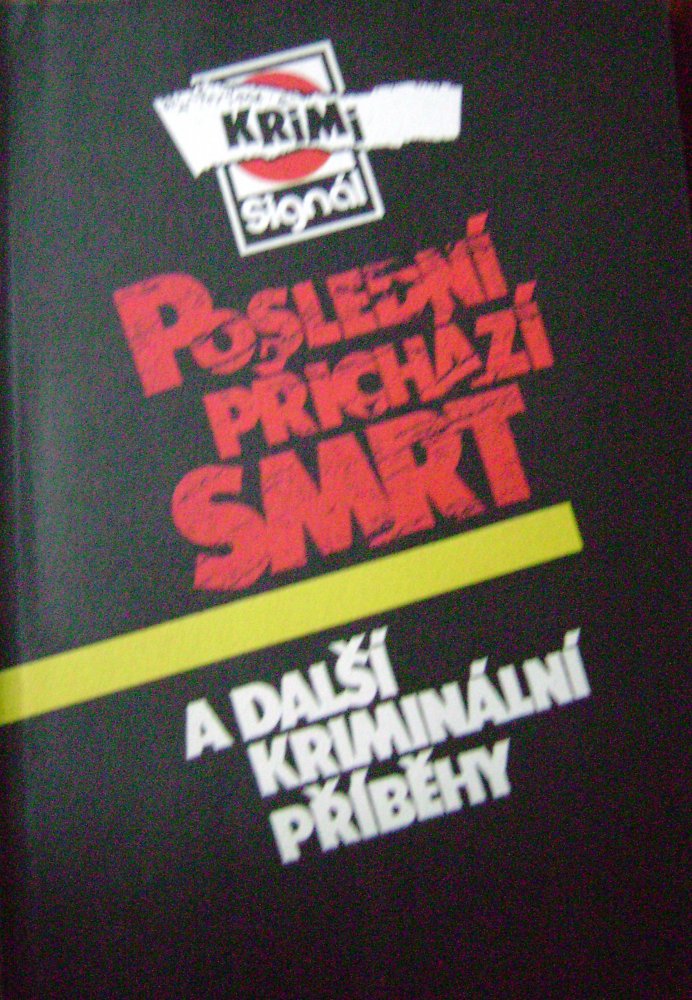 KRiMi
Signál
POSLEDNÍ
PŘICHÁZÍ
SMRT
A DALŠÍ
KRIMINÁLNÍ
PŘÍBĚHY